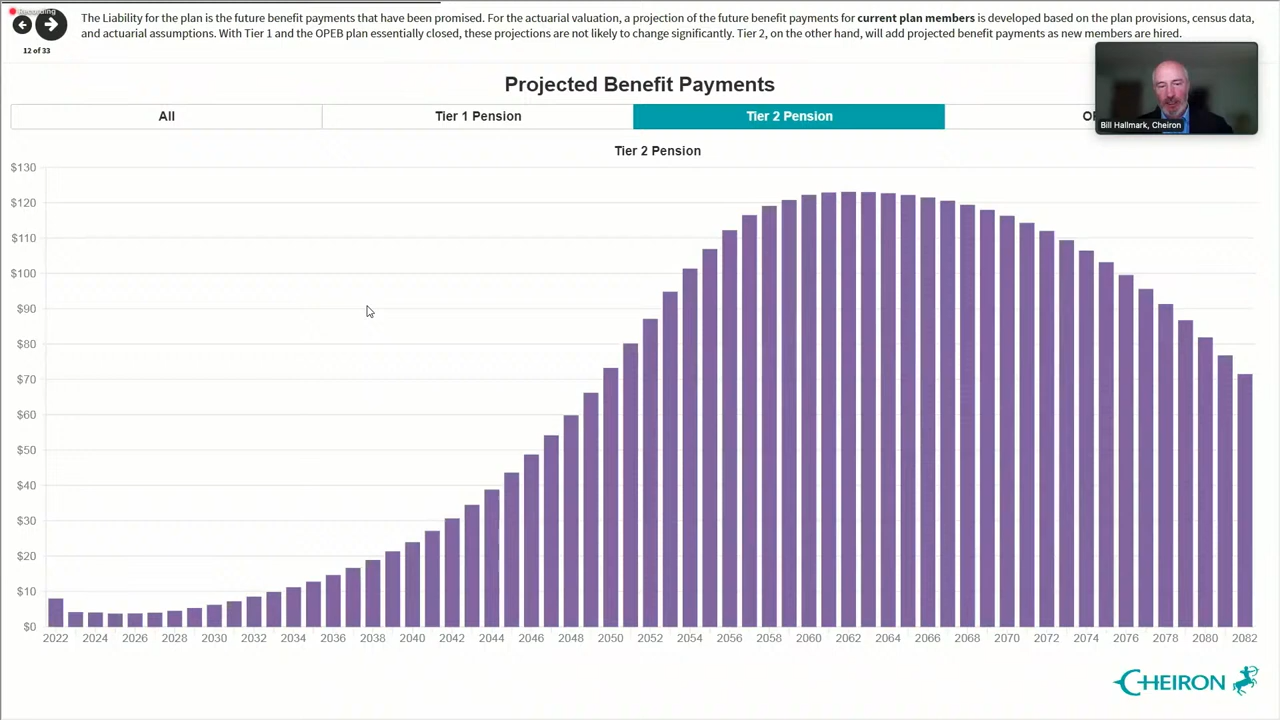 Recording
The Liability for the plan is the future benefit payments that have been promised. For the actuarial valuation, a projection of the future benefit payments for current plan members is developed based on the plan provisions, census data,
and actuarial assumptions. With Tier 1 and the OPEB plan essentially closed, these projections are not likely to change significantly. Tier 2, on the other hand, will add projected benefit payments as new members are hired.
12 of 33
Projected Benefit Payments
All
Tier 1 Pension
Tier 2 Pension
Bill Hallmark, Cheiron
Tier 2 Pension
$130
$120
$110
$100
$90
$80
$70
$60
$50
$40
$30
$20
$10
$0
2022 2024 2026 2028 2030 2032 2034 2036 2038 2040 2042 2044 2046 2048 2050 2052 2054 2056 2058 2060 2062 2064 2066 2068 2070 2072 2074 2076 2078 2080 2082
CHEIRON